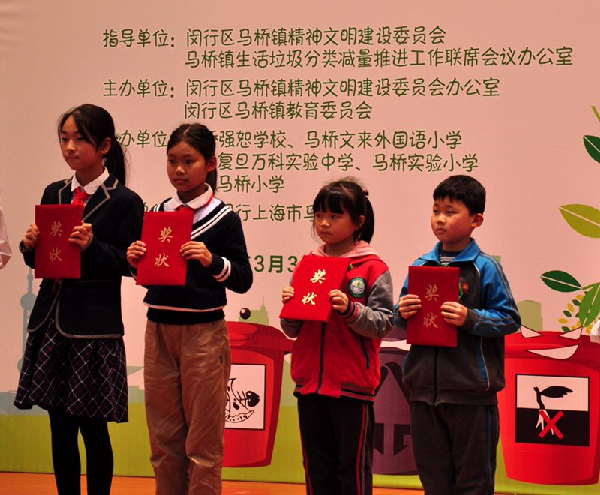 指导单位：闵行区马桥镇精神文明建设委员会
马桥镇生活垃圾分类减量推进工作联席会议办公室
主办单位：闵行区马桥镇精神文明建设委员会办公室
闵行区马桥镇教育委员会
办单位 强恕学校、马桥文来外国语小学
复旦万科实验中学、马桥实验小学
马桥小学
行上海市马
3月3
奖状
奖状
奖状
奖状